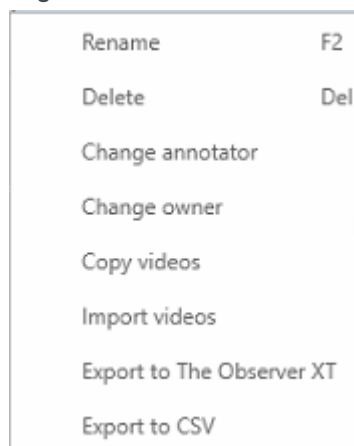 Rename F2
Delete Del
Change annotator
Change owner
Copy videos
Import videos
Export to The Observer XT
Export to CSV